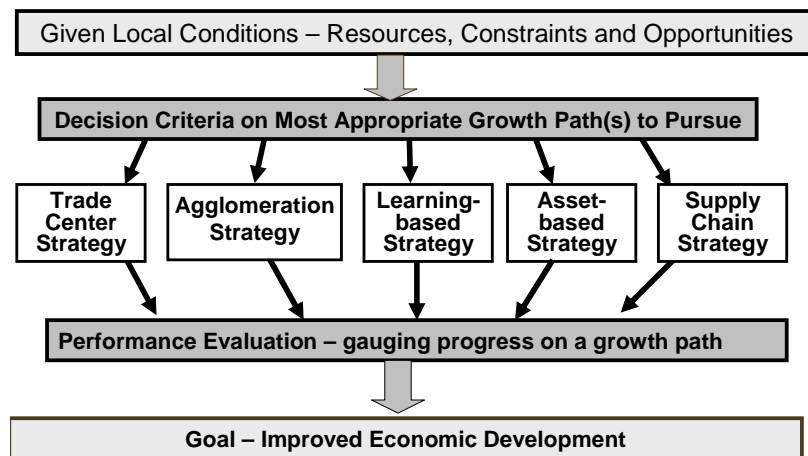 Given Local Conditions – Resources, Constraints and Opportunities
Decision Criteria on Most Appropriate Growth Path(s) to Pursue
Trade
Center
Strategy
Agglomeration
Strategy
Learning-
based
Strategy
Asset-
based
Strategy
Supply
Chain
Strategy
Performance Evaluation – gauging progress on a growth path
Goal – Improved Economic Development